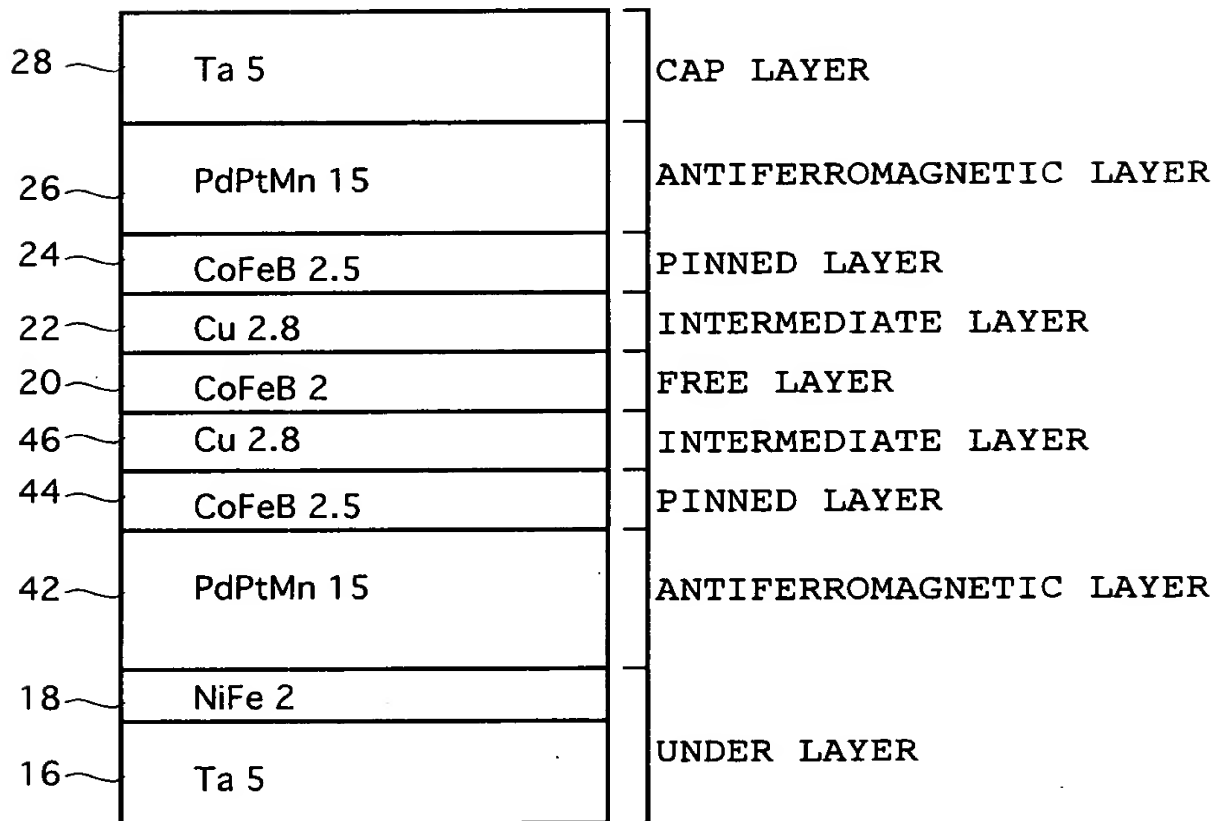 28 Ta 5 CAP LAYER
26 PdPtMn 15 ANTIFERROMAGNETIC LAYER
24 CoFeB 2.5 PINNED LAYER
22 Cu 2.8 INTERMEDIATE LAYER
20 CoFeB 2 FREE LAYER
46 Cu 2.8 INTERMEDIATE LAYER
44 CoFeB 2.5 PINNED LAYER
42 PdPtMn 15 ANTIFERROMAGNETIC LAYER
18 NiFe 2
UNDER LAYER
16 Ta 5